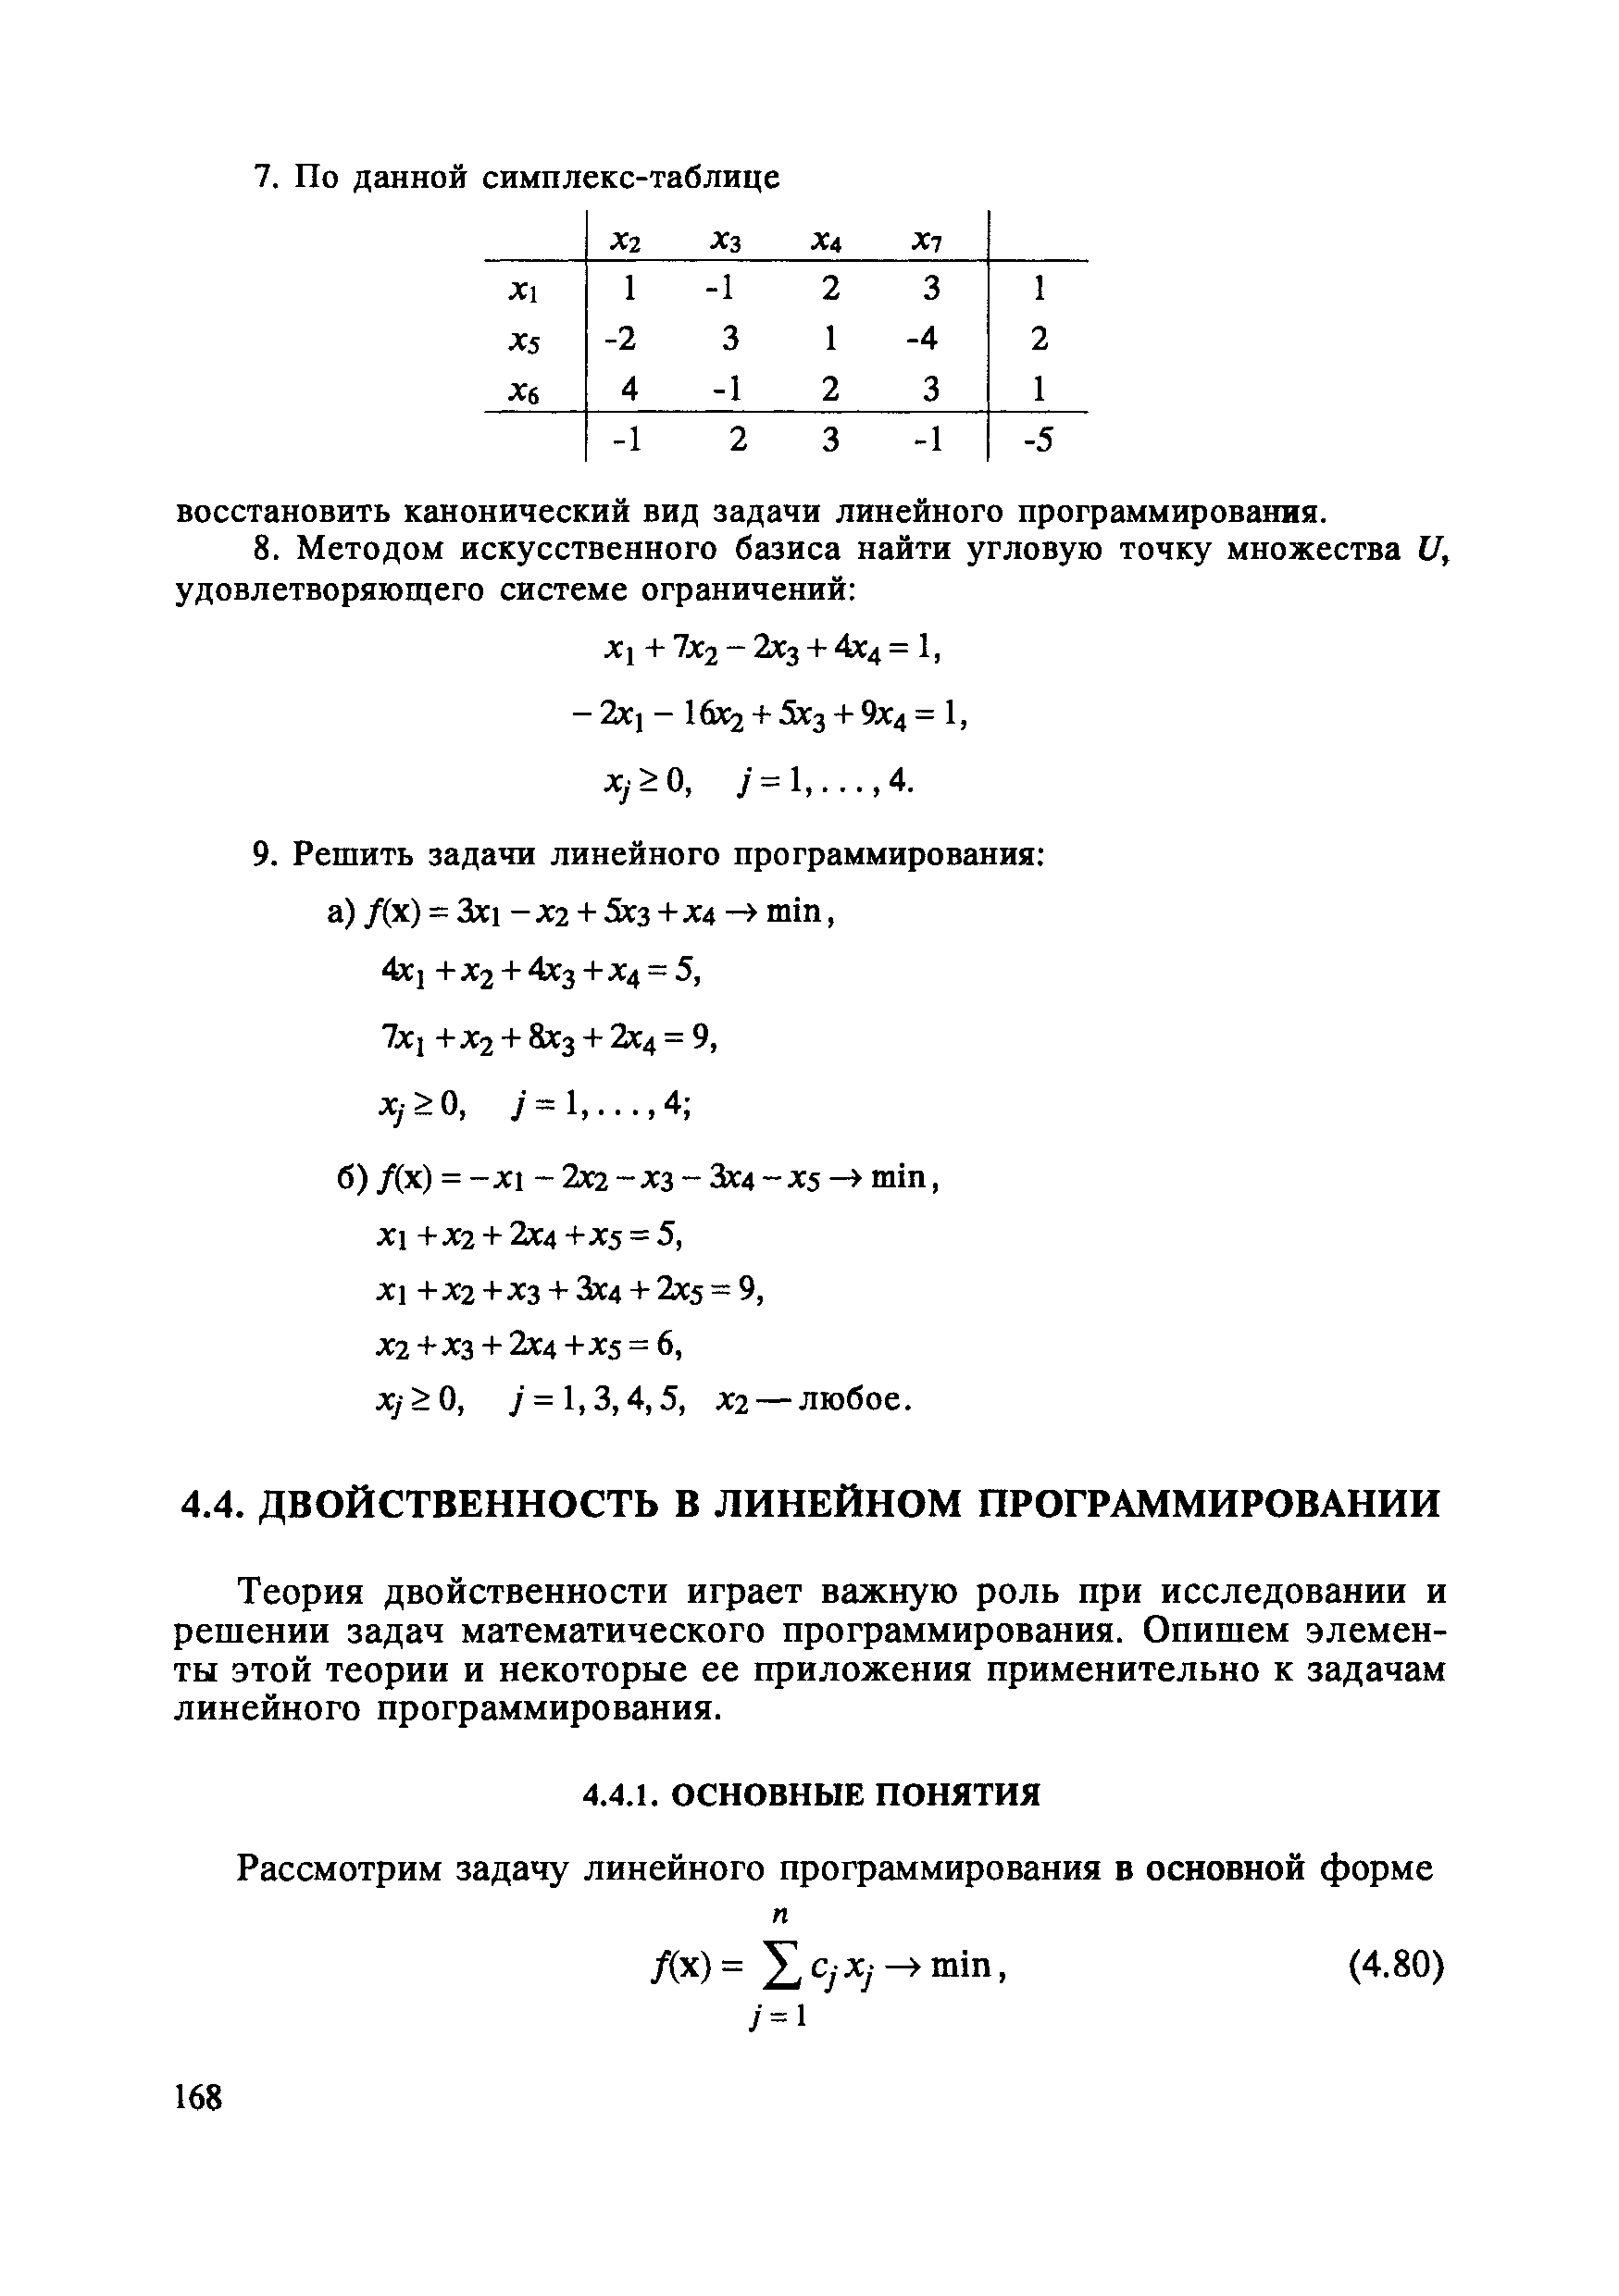 7. По данной симплекс-таблице
x2 x3 x4 x7
x1 1 -1 2 3 1
x5 -2 3 1 -4 2
x6 4 -1 2 3 1
-1 2 3 -1 -5
восстановить канонический вид задачи линейного программирования.
8. Методом искусственного базиса найти угловую точку множества U,
удовлетворяющего системе ограничений:
x1 + 7x2 − 2x3 + 4x4 = 1,
− 2x1 − 16x2 + 5x3 + 9x4 = 1,
xj ≥ 0, j = 1, . . . , 4.
9. Решить задачи линейного программирования:
а) f(x) = 3x1 − x2 + 5x3 + x4 → min,
4x1 + x2 + 4x3 + x4 = 5,
7x1 + x2 + 8x3 + 2x4 = 9,
xj ≥ 0, j = 1, . . . , 4;
б) f(x) = −x1 − 2x2 − x3 − 3x4 − x5 → min,
x1 + x2 + 2x4 + x5 = 5,
x1 + x2 + x3 + 3x4 + 2x5 = 9,
x2 + x3 + 2x4 + x5 = 6,
xj ≥ 0, j = 1, 3, 4, 5, x2 — любое.
4.4. ДВОЙСТВЕННОСТЬ В ЛИНЕЙНОМ ПРОГРАММИРОВАНИИ
Теория двойственности играет важную роль при исследовании и
решении задач математического программирования. Опишем элемен-
ты этой теории и некоторые ее приложения применительно к задачам
линейного программирования.
4.4.1. ОСНОВНЫЕ ПОНЯТИЯ
Рассмотрим задачу линейного программирования в основной форме
n
f(x) = ∑ cj xj → min, (4.80)
j = 1
168